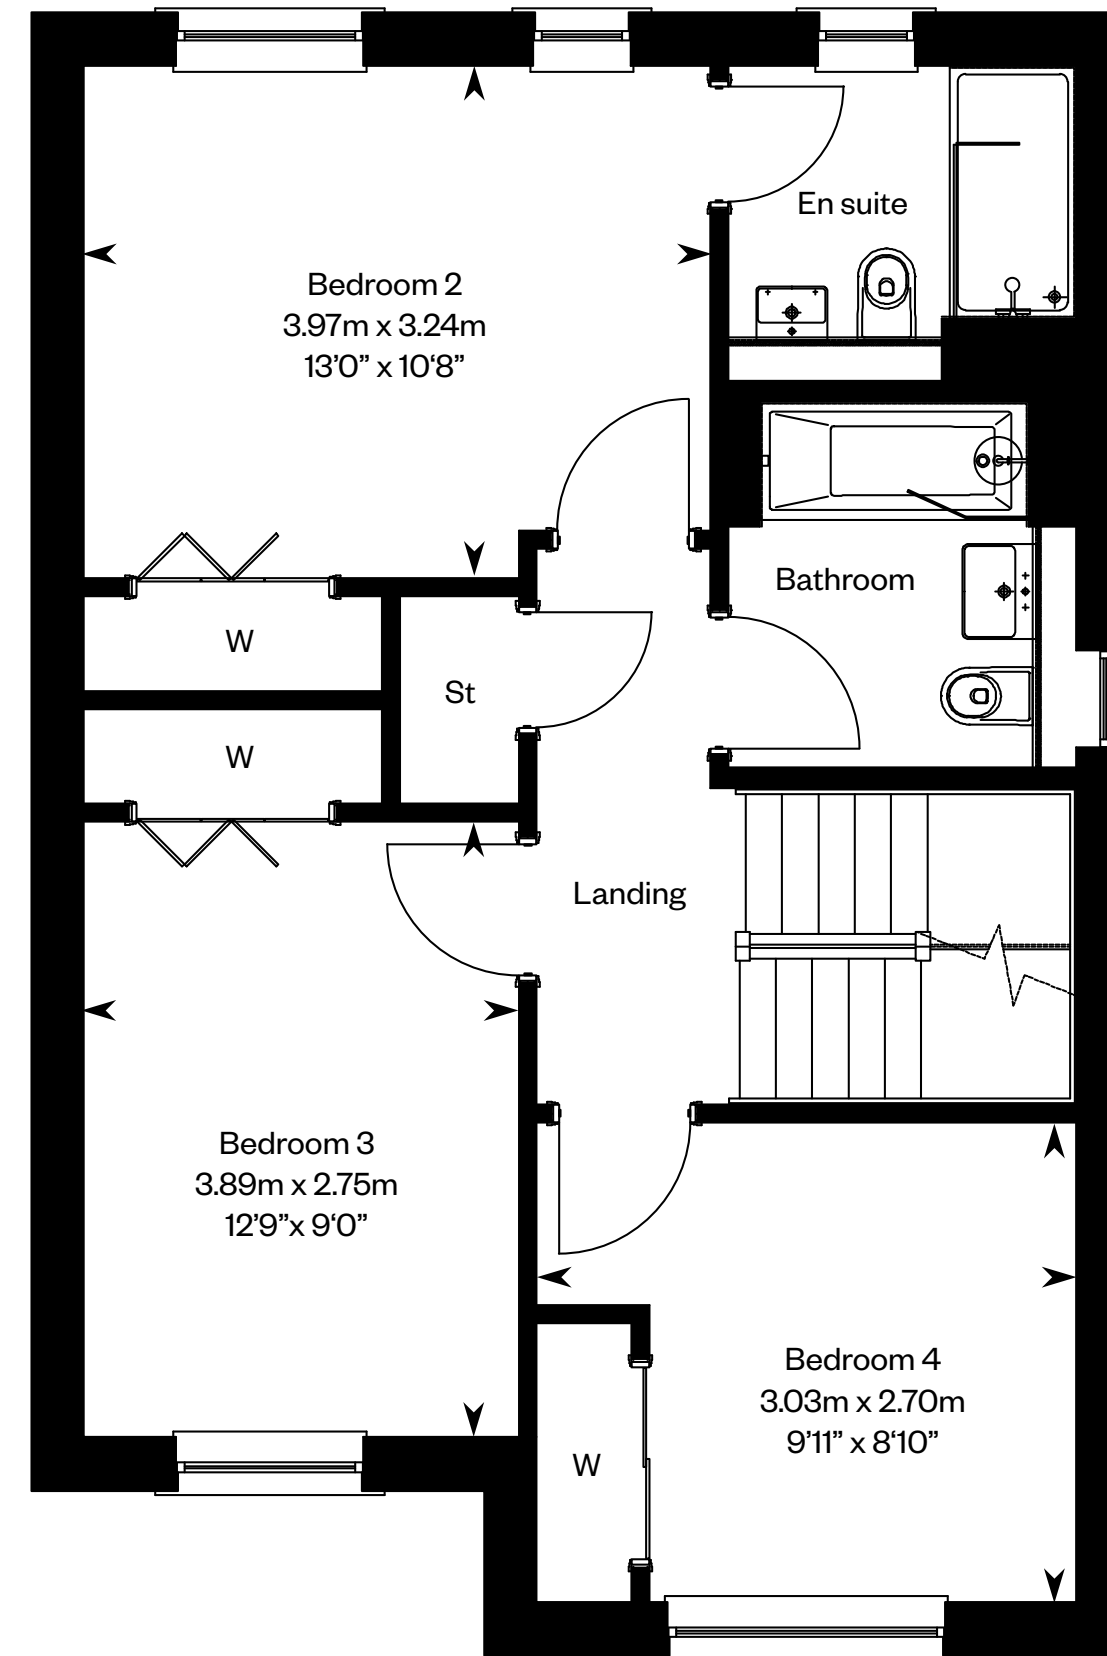 En suite
Bedroom 2
3.97m x 3.24m
13’0” x 10‘8”
Bathroom
W
St
W
Landing
Bedroom 3
3.89m x 2.75m
12’9”x 9‘0”
Bedroom 4
3.03m x 2.70m
9’11” x 8‘10”
W